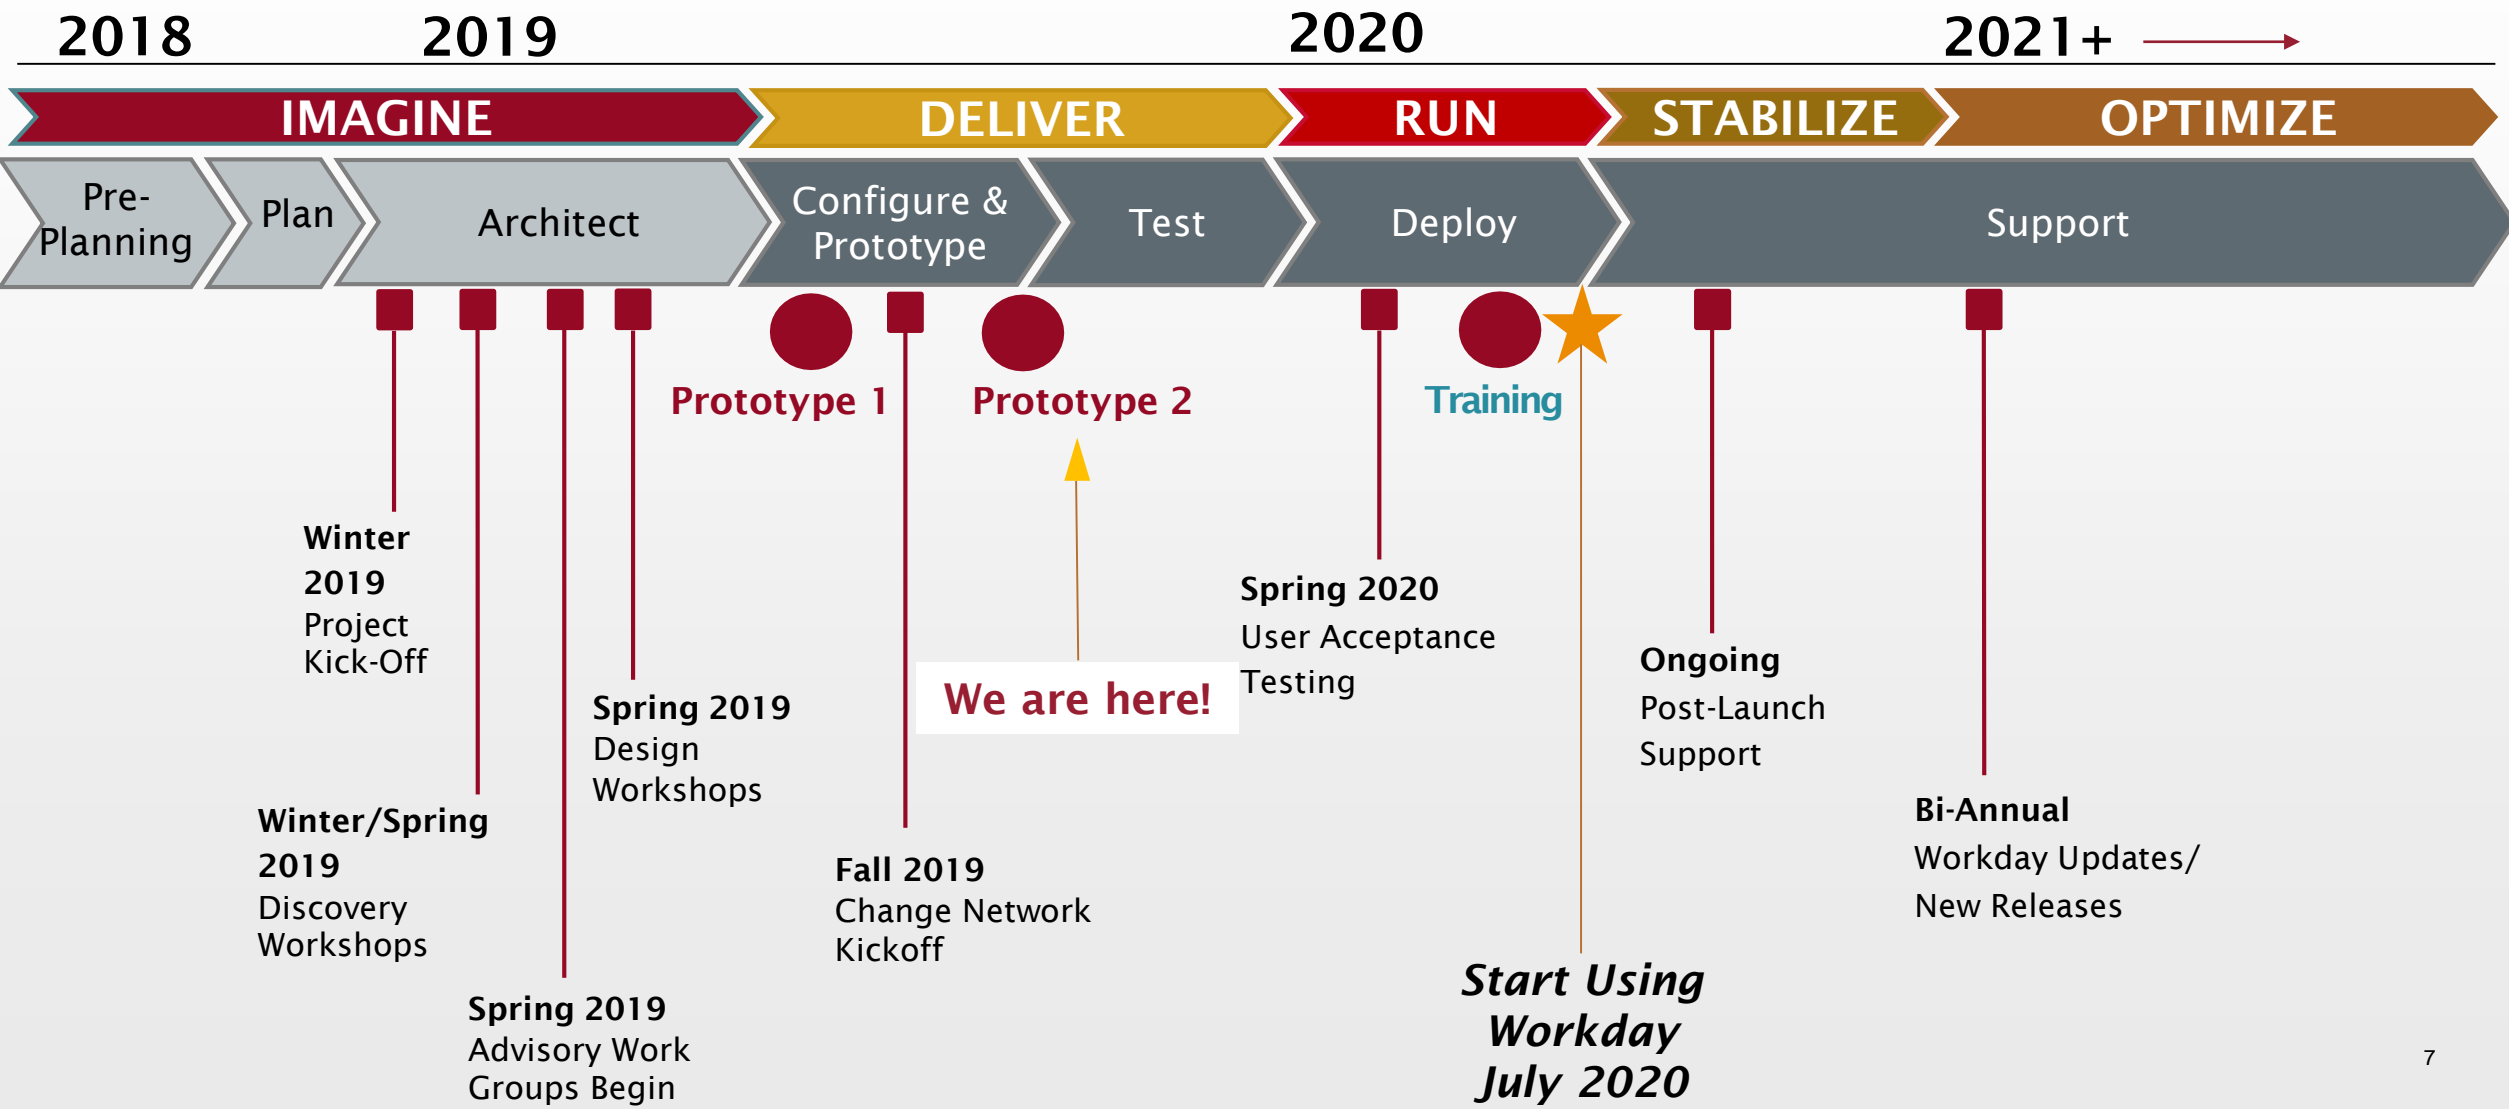 2018
2019
2020
2021+
IMAGINE
DELIVER
RUN
STABILIZE
OPTIMIZE
Pre-
Planning
Plan
Architect
Configure &
Prototype
Test
Deploy
Support
Prototype 1
Prototype 2
Training
Winter
2019
Project
Kick-Off
Winter/Spring
2019
Discovery
Workshops
Spring 2019
Advisory Work
Groups Begin
Spring 2019
Design
Workshops
Fall 2019
Change Network
Kickoff
We are here!
Spring 2020
User Acceptance
Testing
Start Using
Workday
July 2020
Ongoing
Post-Launch
Support
Bi-Annual
Workday Updates/
New Releases
7